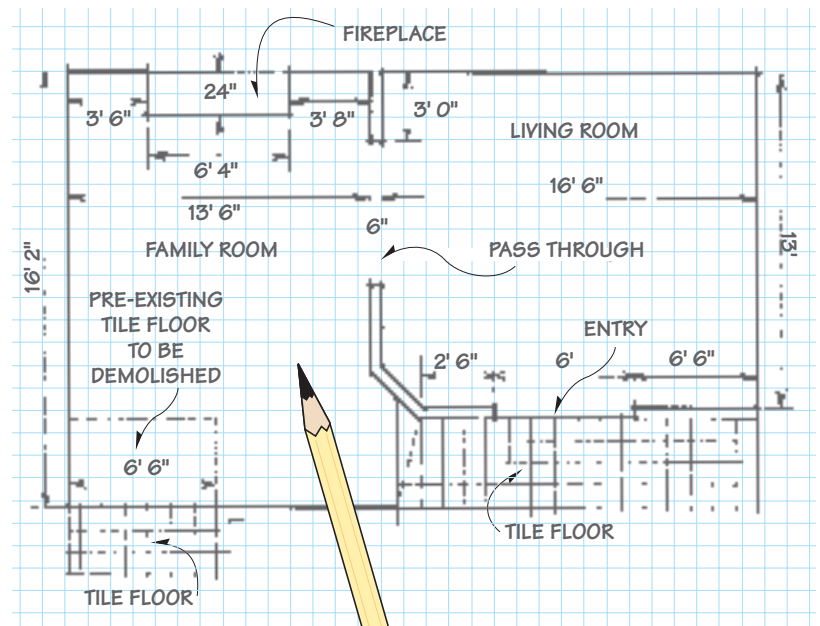 FIREPLACE
24"
3' 6"
3' 8"
3' 0"
LIVING ROOM
6' 4"
16' 6"
13' 6"
6"
13'
FAMILY ROOM
PASS THROUGH
16' 2"
PRE-EXISTING
TILE FLOOR
TO BE
DEMOLISHED
ENTRY
2' 6"
6'
6' 6"
6' 6"
TILE FLOOR
TILE FLOOR